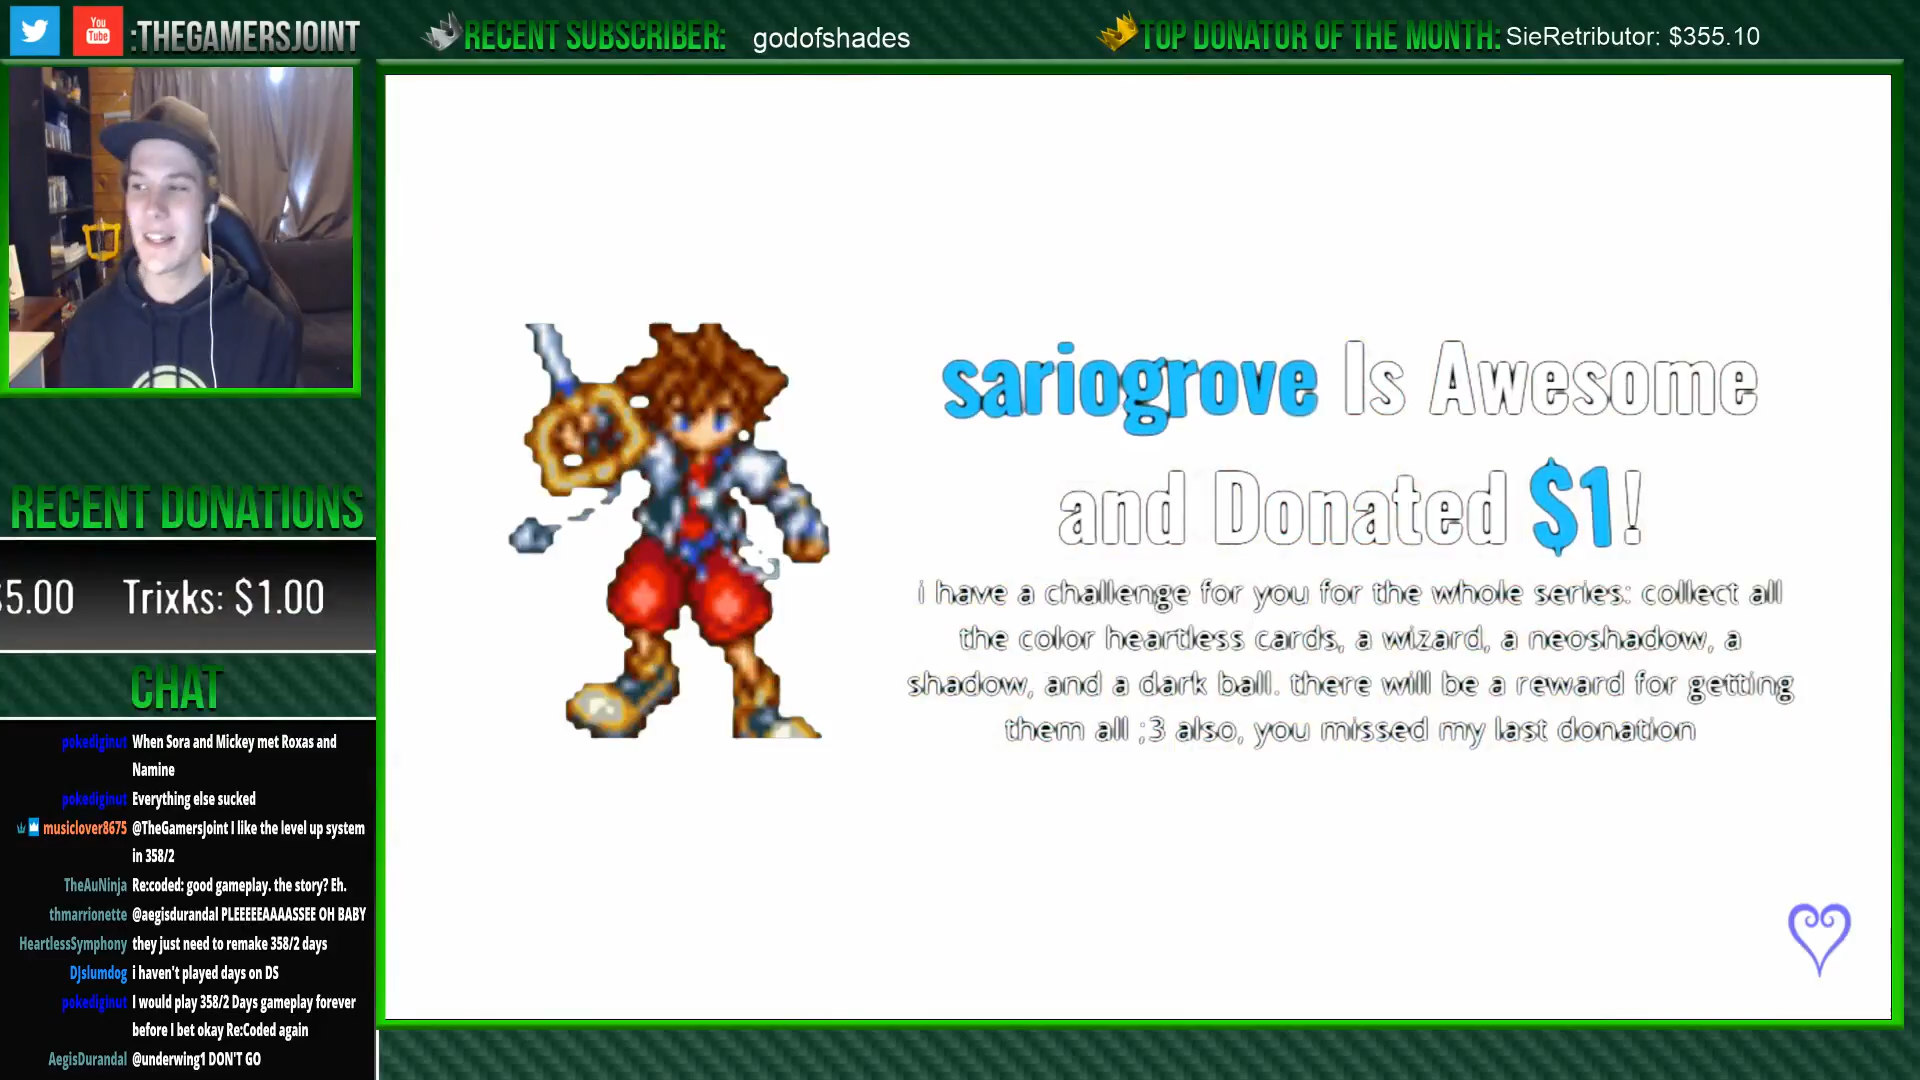 You
Tube
:THEGAMERSJOINT
RECENT SUBSCRIBER: godofshades
TOP DONATOR OF THE MONTH: SieRetributor: $355.10
sariogrove Is Awesome
and Donated $1!
i have a challenge for you for the whole series: collect all
the color heartless cards, a wizard, a neoshadow, a
shadow, and a dark ball. there will be a reward for getting
them all ;3 also, you missed my last donation
RECENT DONATIONS
$5.00 Trixks: $1.00
CHAT
pokediginut When Sora and Mickey met Roxas and
Namine
pokediginut Everything else sucked
musiclover8675 @TheGamersJoint I like the level up system
in 358/2
TheAuNinja Re:coded: good gameplay. the story? Eh.
thmarrionette @aegisdurandal PLEEEEEAAAASSEE OH BABY
HeartlessSymphony they just need to remake 358/2 days
DJslumdog i haven't played days on DS
pokediginut I would play 358/2 Days gameplay forever
before I bet okay Re:Coded again
AegisDurandal @underwing1 DON'T GO